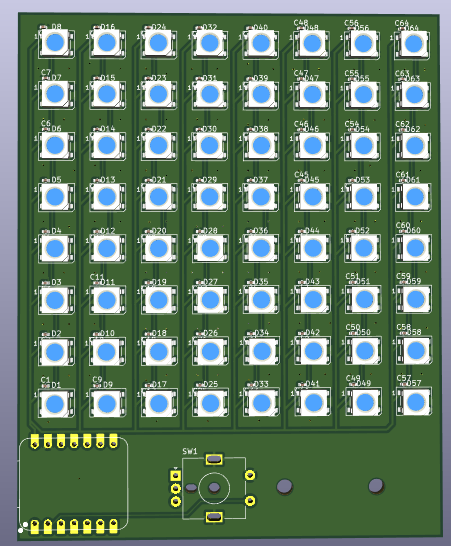 D8 D16 D24 D32 D40 C48 D48 C56 D56 C64 D64
C7 D7 D15 D23 D31 D39 C47 D47 C55 D55 C63 D63
C6 D6 D14 D22 D30 D38 C46 D46 C54 D54 C62 D62
D5 D13 D21 D29 D37 C45 D45 D53 C61 D61
D4 D12 D20 D28 D36 D44 D52 C60 D60
D3 C11 D11 D19 D27 D35 D43 C51 D51 C59 D59
D2 D10 D18 D26 D34 D42 C50 D50 C58 D58
C1 D1 C9 D9 D17 D25 D33 D41 C49 D49 C57 D57
SW1